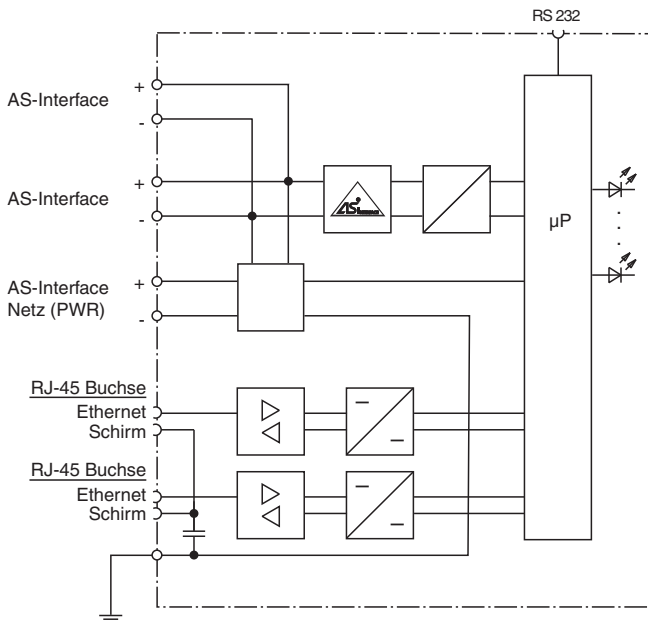 RS 232
AS-Interface
+
-
AS-Interface
+
-
µP
AS-Interface
Netz (PWR)
+
-
RJ-45 Buchse
Ethernet
Schirm
RJ-45 Buchse
Ethernet
Schirm